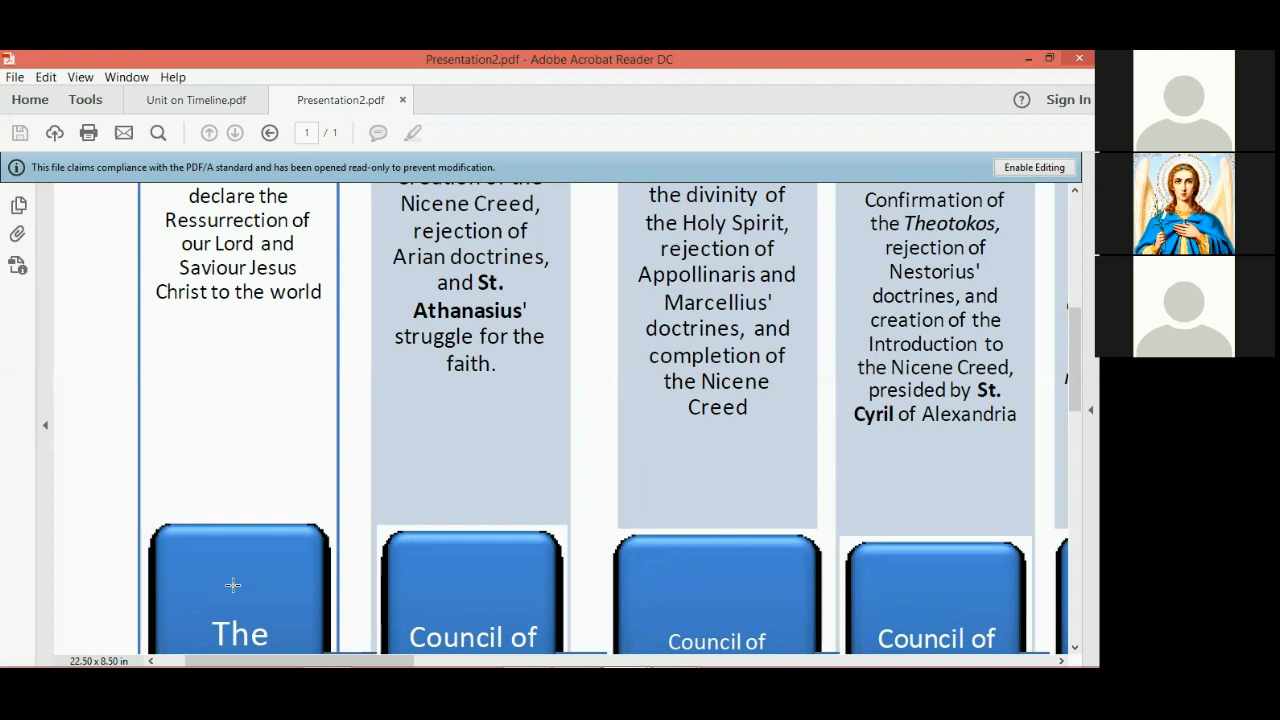 Presentation2.pdf - Adobe Acrobat Reader DC
File Edit View Window Help
Home Tools Unit on Timeline.pdf Presentation2.pdf × ? Sign In
1 / 1
This file claims compliance with the PDF/A standard and has been opened read-only to prevent modification. Enable Editing
declare the
Ressurrection of
our Lord and
Saviour Jesus
Christ to the world
Nicene Creed,
rejection of
Arian doctrines,
and St.
Athanasius'
struggle for the
faith.
the divinity of
the Holy Spirit,
rejection of
Appollinaris and
Marcellius'
doctrines, and
completion of
the Nicene
Creed
Confirmation of
the Theotokos,
rejection of
Nestorius'
doctrines, and
creation of the
Introduction to
the Nicene Creed,
presided by St.
Cyril of Alexandria
The
Council of
Council of
Council of
22.50 x 8.50 in